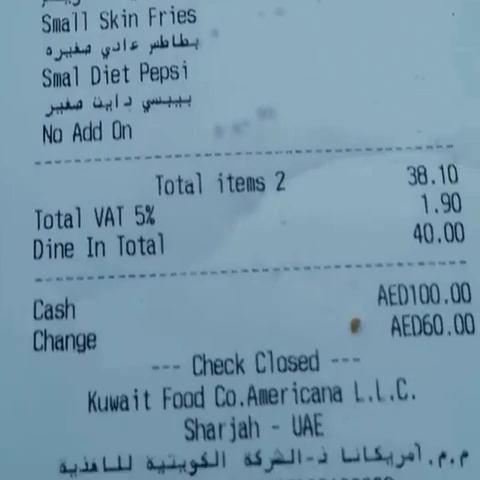 Small Skin Fries
بطاطس عادي صغيره
Smal Diet Pepsi
بيبسي دايت صغير
No Add On
Total items 2 38.10
Total VAT 5% 1.90
Dine In Total 40.00
Cash AED100.00
Change AED60.00
--- Check Closed ---
Kuwait Food Co.Americana L.L.C.
Sharjah - UAE
م.م.أمريكانا ذ-الشركة الكويتية للاغذية